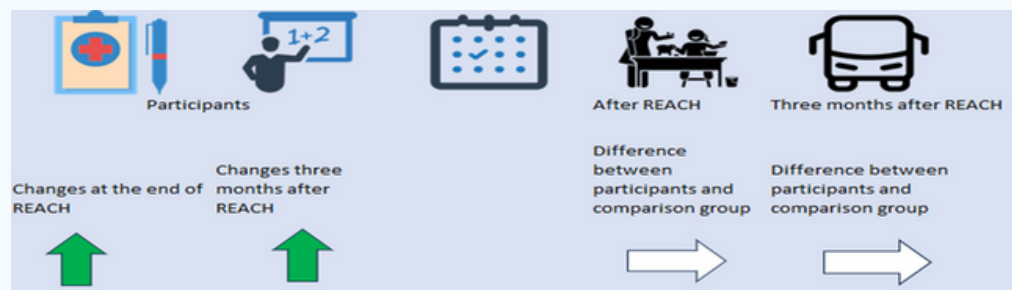 1+2
Participants
After REACH
Three months after REACH
Changes at the end of
REACH
Changes three
months after
REACH
Difference
between
participants and
comparison group
Difference between
participants and
comparison group